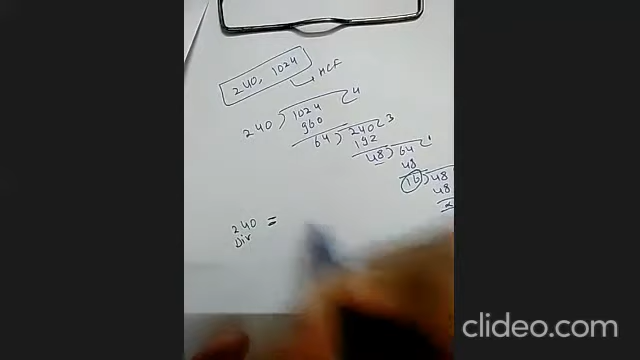 240, 1024
HCF
240 ) 1024 ( 4
960
64 ) 240 ( 3
192
48 ) 64 ( 1
48
16 ) 48
48
240 =
Div
clideo.com